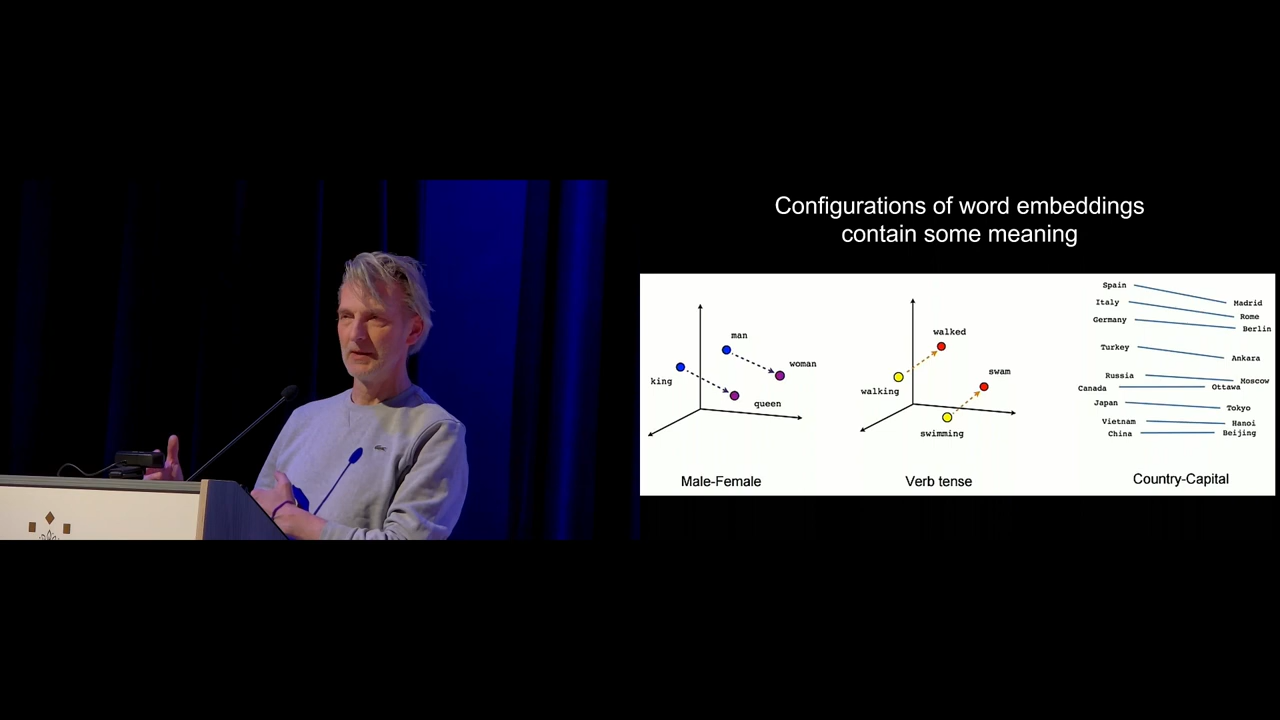 Configurations of word embeddings
contain some meaning
man
woman
king
queen
Male-Female
walked
swam
walking
swimming
Verb tense
Spain Madrid
Italy Rome
Germany Berlin
Turkey Ankara
Russia Moscow
Canada Ottawa
Japan Tokyo
Vietnam Hanoi
China Beijing
Country-Capital